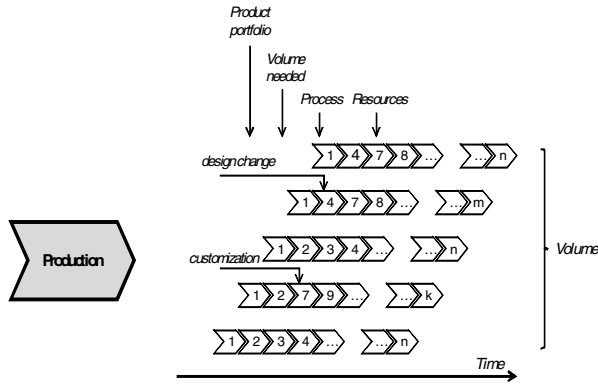 Product
portfolio
Volume
needed
Process Resources
1 4 7 8 ... ... n
design change
1 4 7 8 ... ... m
1 2 3 4 ... ... n
Volume
Production
customization
1 2 7 9 ... ... k
1 2 3 4 ... ... n
Time